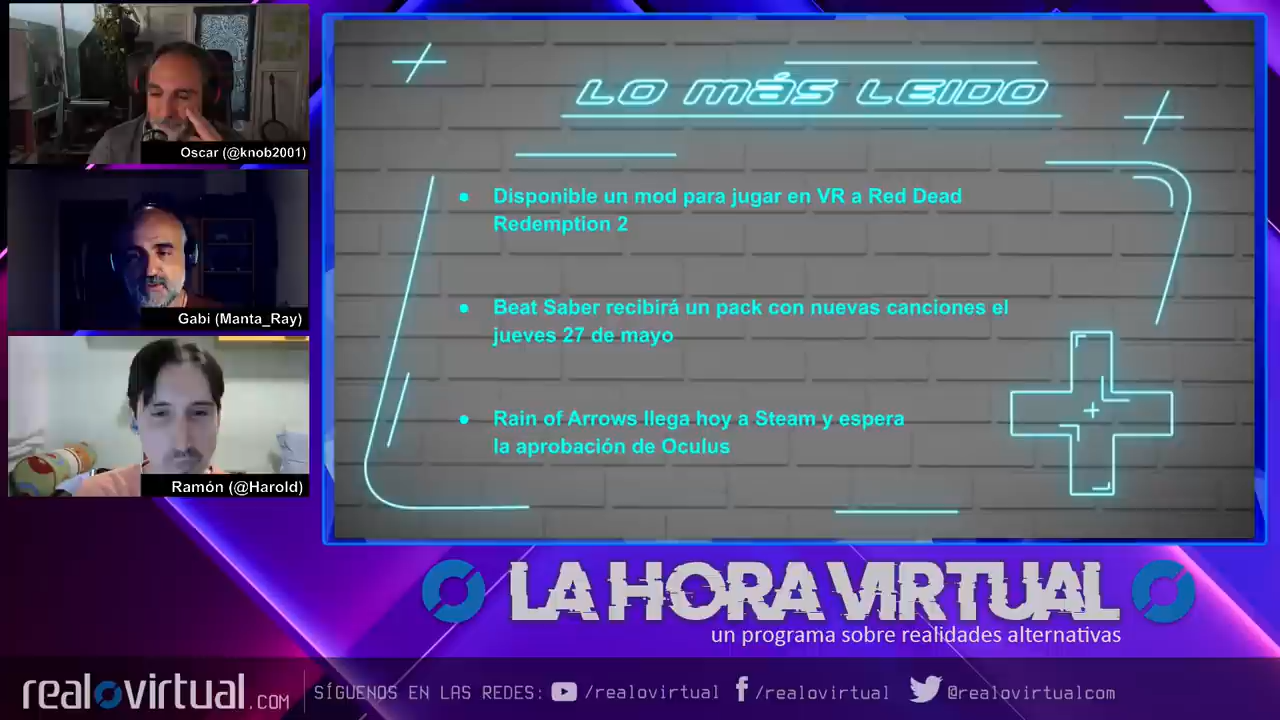 Oscar (@knob2001)
Gabi (Manta_Ray)
Ramón (@Harold)
LO MÁS LEIDO
● Disponible un mod para jugar en VR a Red Dead
Redemption 2
● Beat Saber recibirá un pack con nuevas canciones el
jueves 27 de mayo
● Rain of Arrows llega hoy a Steam y espera
la aprobación de Oculus
LA HORA VIRTUAL
un programa sobre realidades alternativas
realovirtual.com
SÍGUENOS EN LAS REDES: /realovirtual /realovirtual @realovirtualcom